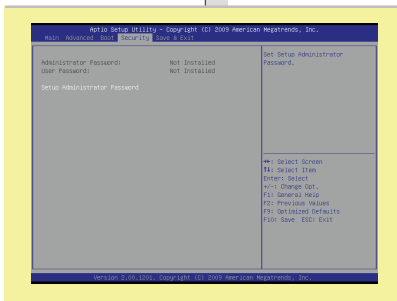 Aptio Setup Utility - Copyright (C) 2009 American Megatrends, Inc.
Main Advanced Boot Security Save & Exit
Administrator Password: Not Installed
User Password: Not Installed
Setup Administrator Password
Set Setup Administrator
Password.
→←: Select Screen
↑↓: Select Item
Enter: Select
+/-: Change Opt.
F1: General Help
F2: Previous Values
F9: Optimized Defaults
F10: Save ESC: Exit
Version 2.00.1201. Copyright (C) 2009 American Megatrends, Inc.